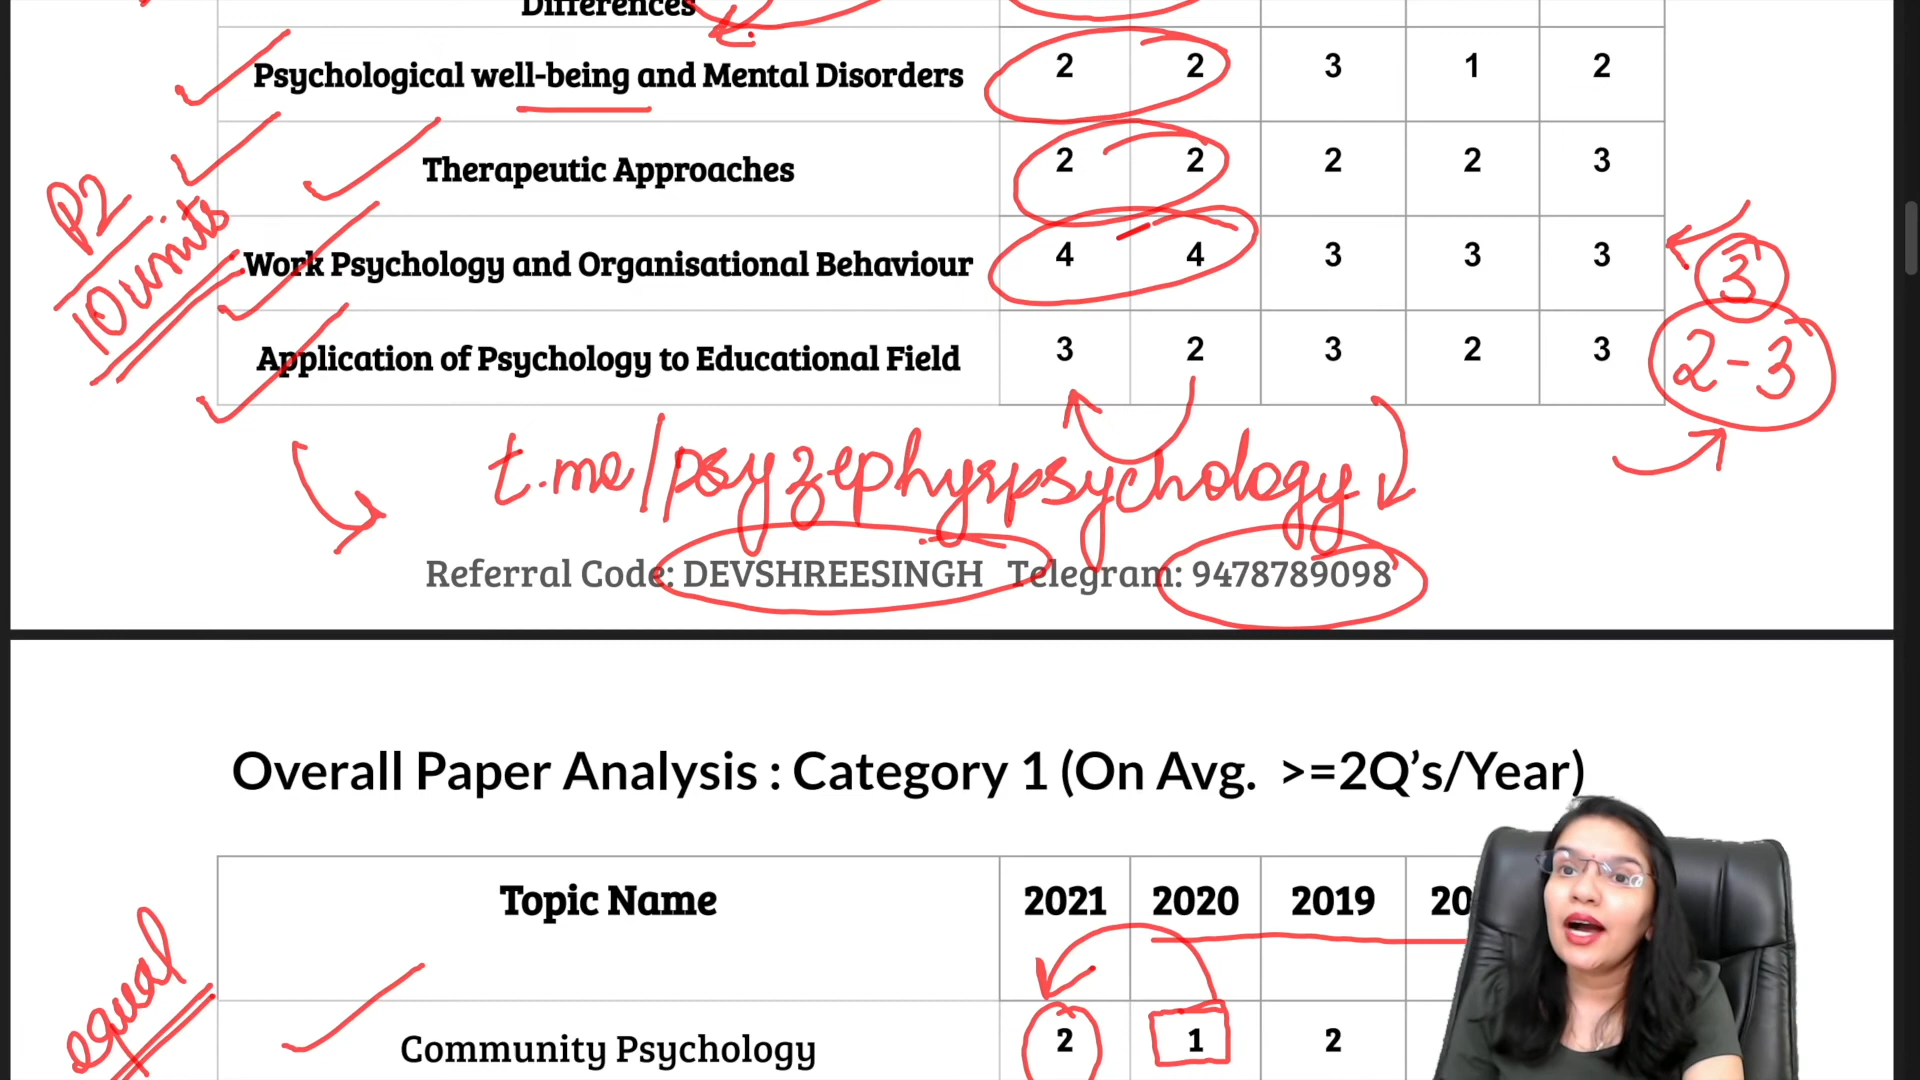 Differences
Psychological well-being and Mental Disorders 2 2 3 1 2
Therapeutic Approaches 2 2 2 2 3
P2
10 units
Work Psychology and Organisational Behaviour 4 4 3 3 3
3
Application of Psychology to Educational Field 3 2 3 2 3
2-3
t.me/psyzephyrpsychology
Referral Code: DEVSHREESINGH Telegram: 9478789098
Overall Paper Analysis : Category 1 (On Avg. >=2Q’s/Year)
Topic Name 2021 2020 2019 20
equal
Community Psychology 2 1 2